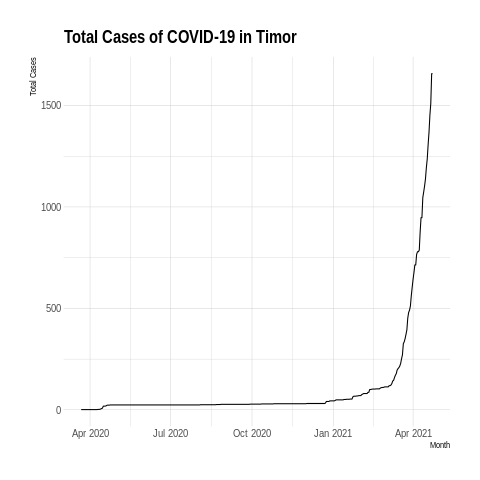 Total Cases of COVID-19 in Timor
Total Cases
1500
1000
500
0
Apr 2020 Jul 2020 Oct 2020 Jan 2021 Apr 2021
Month